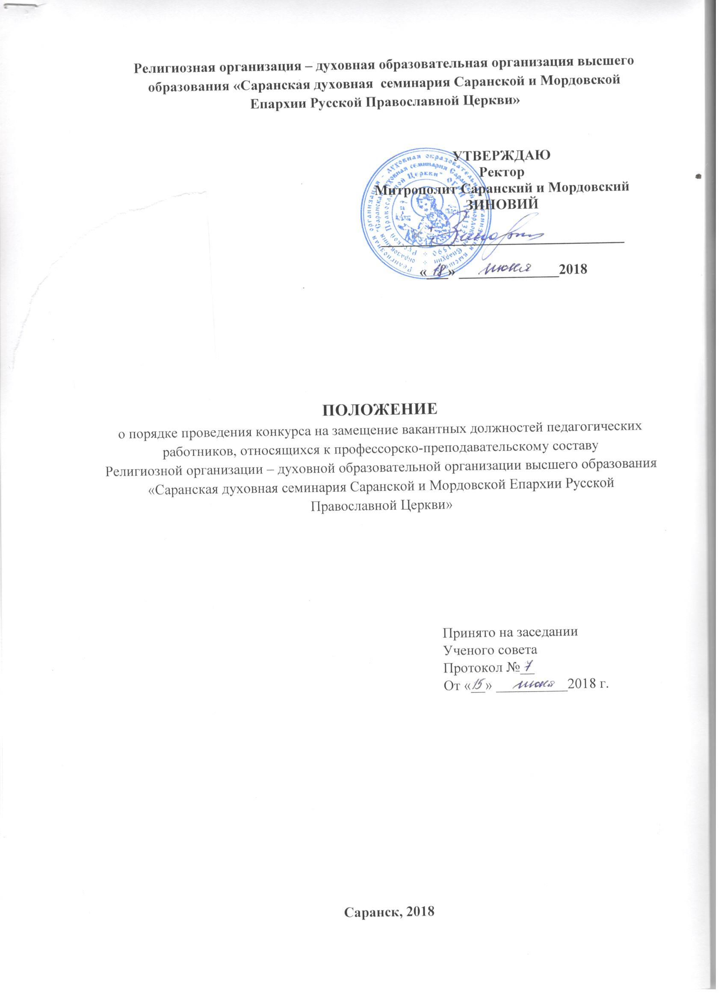 Религиозная организация – духовная образовательная организация высшего
образования «Саранская духовная семинария Саранской и Мордовской
Епархии Русской Православной Церкви»
УТВЕРЖДАЮ
Ректор
Митрополит Саранский и Мордовский
ЗИНОВИЙ
«18» июня 2018
ПОЛОЖЕНИЕ
о порядке проведения конкурса на замещение вакантных должностей педагогических
работников, относящихся к профессорско-преподавательскому составу
Религиозной организации – духовной образовательной организации высшего образования
«Саранская духовная семинария Саранской и Мордовской Епархии Русской
Православной Церкви»
Принято на заседании
Ученого совета
Протокол № 7
От «15» июня 2018 г.
Саранск, 2018